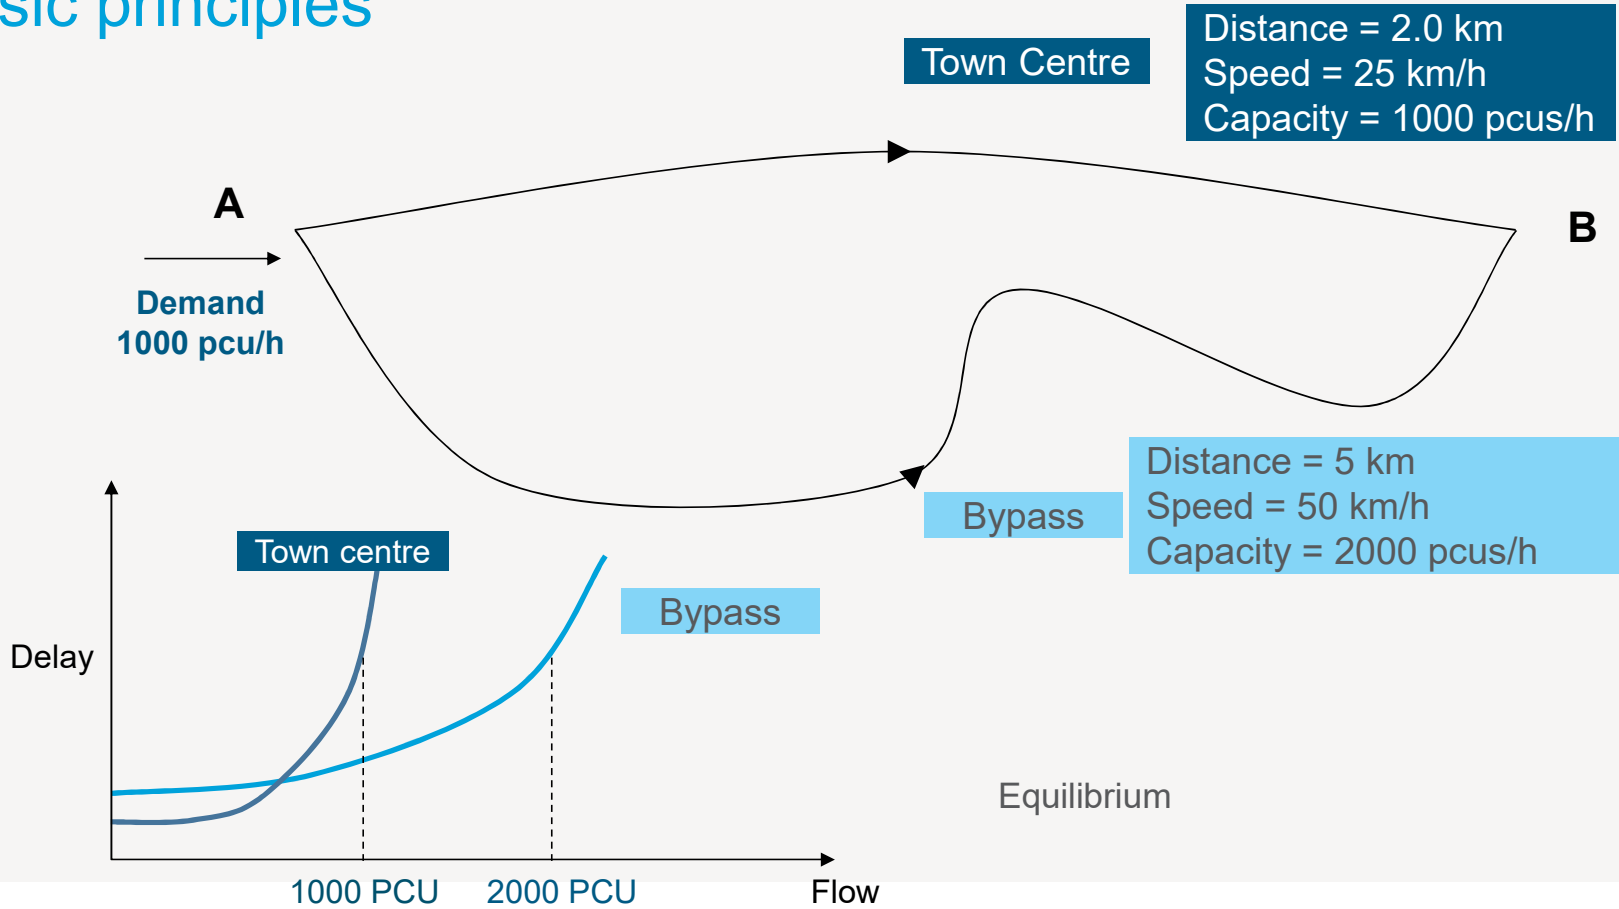 sic principles
Town Centre
Distance = 2.0 km
Speed = 25 km/h
Capacity = 1000 pcus/h
A
B
Demand
1000 pcu/h
Bypass
Distance = 5 km
Speed = 50 km/h
Capacity = 2000 pcus/h
Town centre
Bypass
Delay
Equilibrium
1000 PCU
2000 PCU
Flow